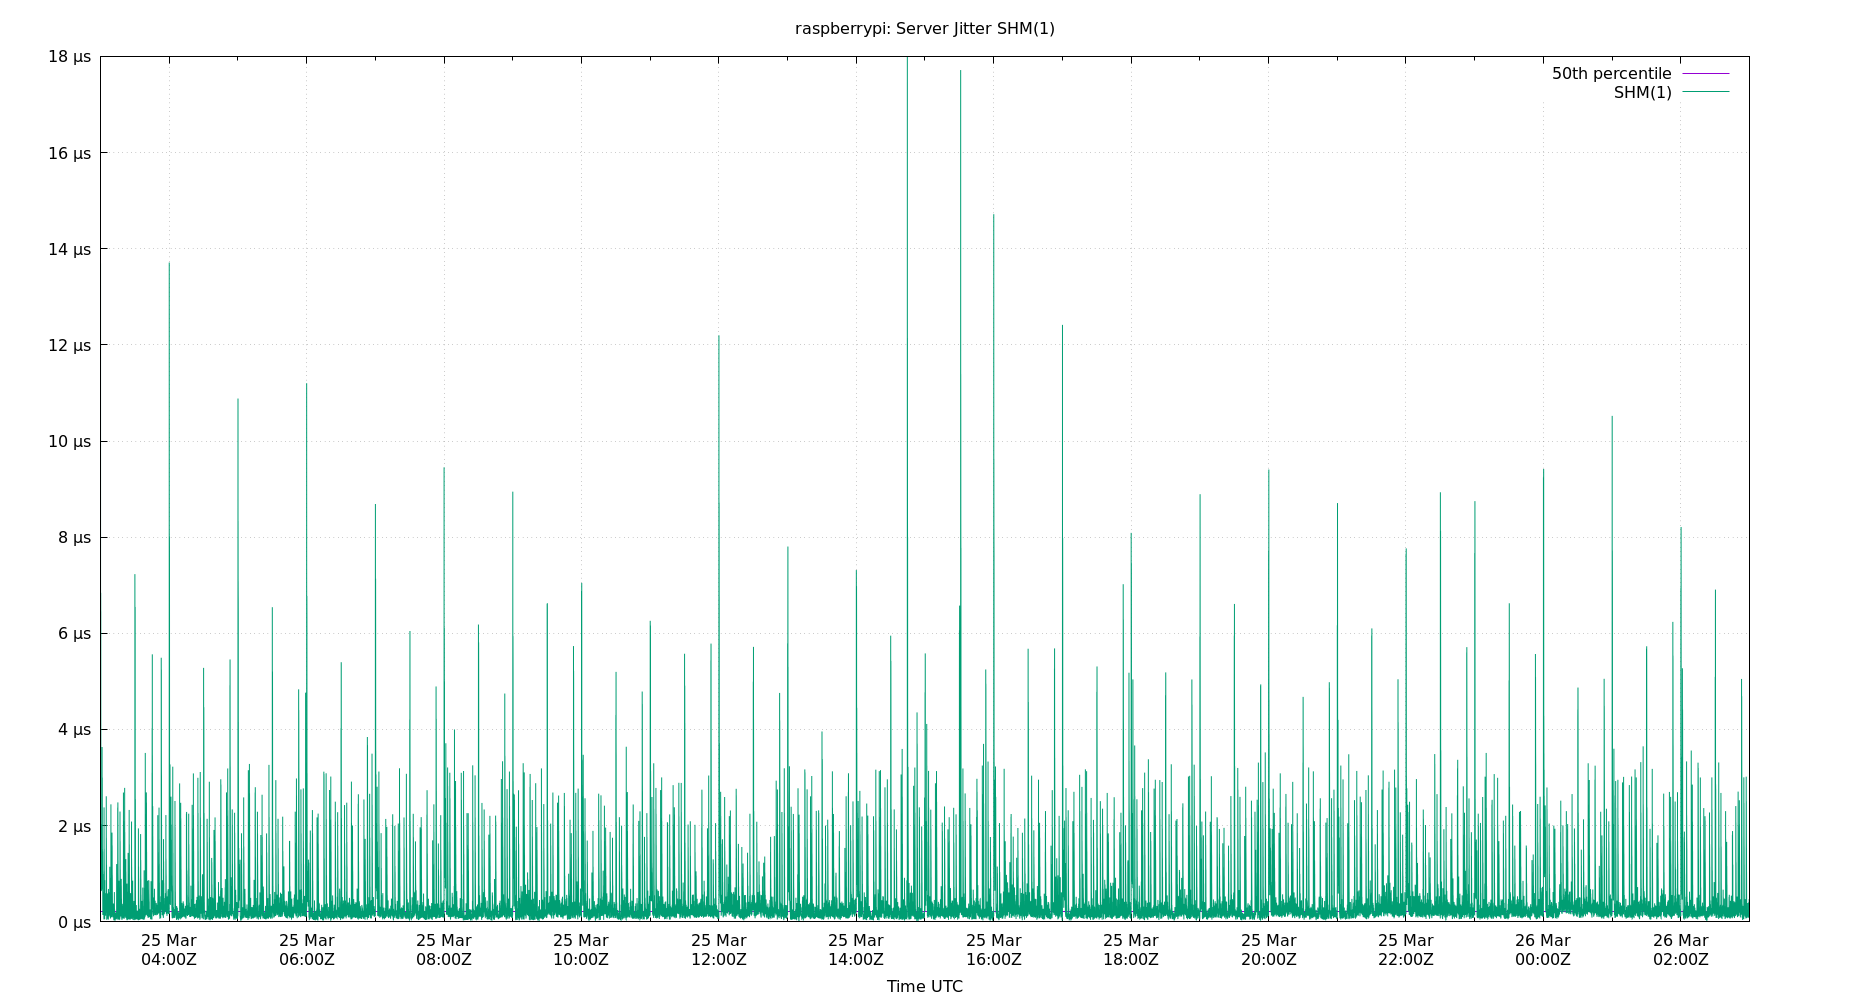 raspberrypi: Server Jitter SHM(1)
18 µs
16 µs
14 µs
12 µs
10 µs
8 µs
6 µs
4 µs
2 µs
0 µs
50th percentile
SHM(1)
25 Mar 25 Mar 25 Mar 25 Mar 25 Mar 25 Mar 25 Mar 25 Mar 25 Mar 25 Mar 26 Mar 26 Mar
04:00Z 06:00Z 08:00Z 10:00Z 12:00Z 14:00Z 16:00Z 18:00Z 20:00Z 22:00Z 00:00Z 02:00Z
Time UTC